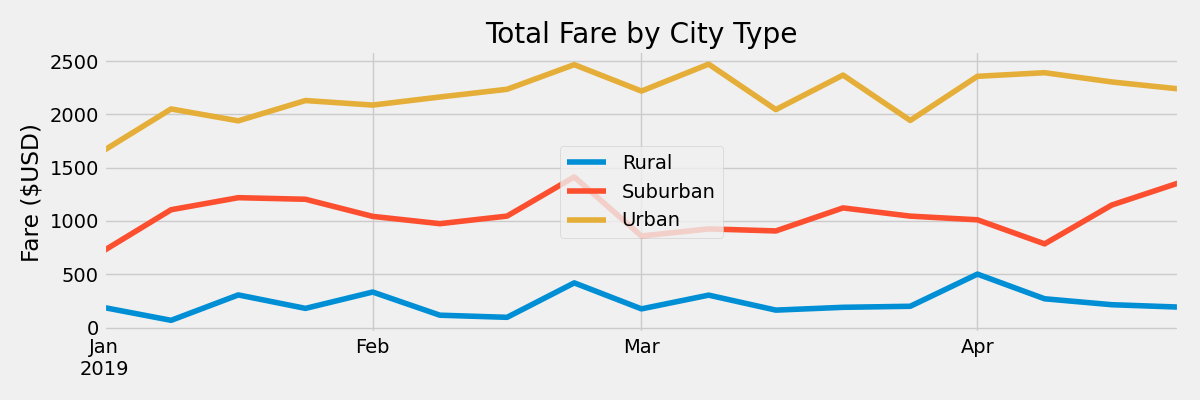 Total Fare by City Type
Fare ($USD)
2500
2000
1500
1000
500
0
Rural
Suburban
Urban
Jan
2019
Feb
Mar
Apr